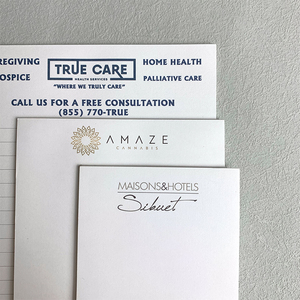 REGIVING TRUE CARE HOME HEALTH
HEALTH SERVICES
OSPICE "WHERE WE TRULY CARE" PALLIATIVE CARE
CALL US FOR A FREE CONSULTATION
(855) 770-TRUE
AMAZE
CANNABIS
MAISONS&HOTELS
Sibuet